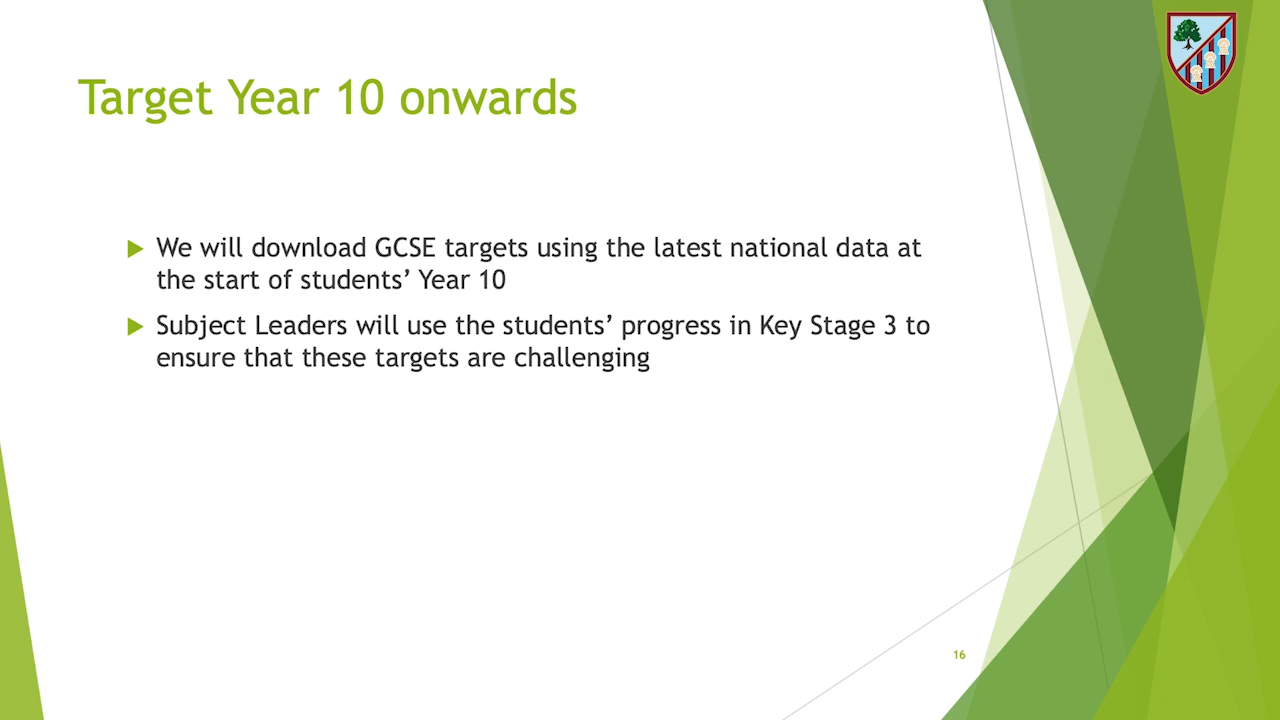 Target Year 10 onwards
We will download GCSE targets using the latest national data at
the start of students’ Year 10
Subject Leaders will use the students’ progress in Key Stage 3 to
ensure that these targets are challenging
16